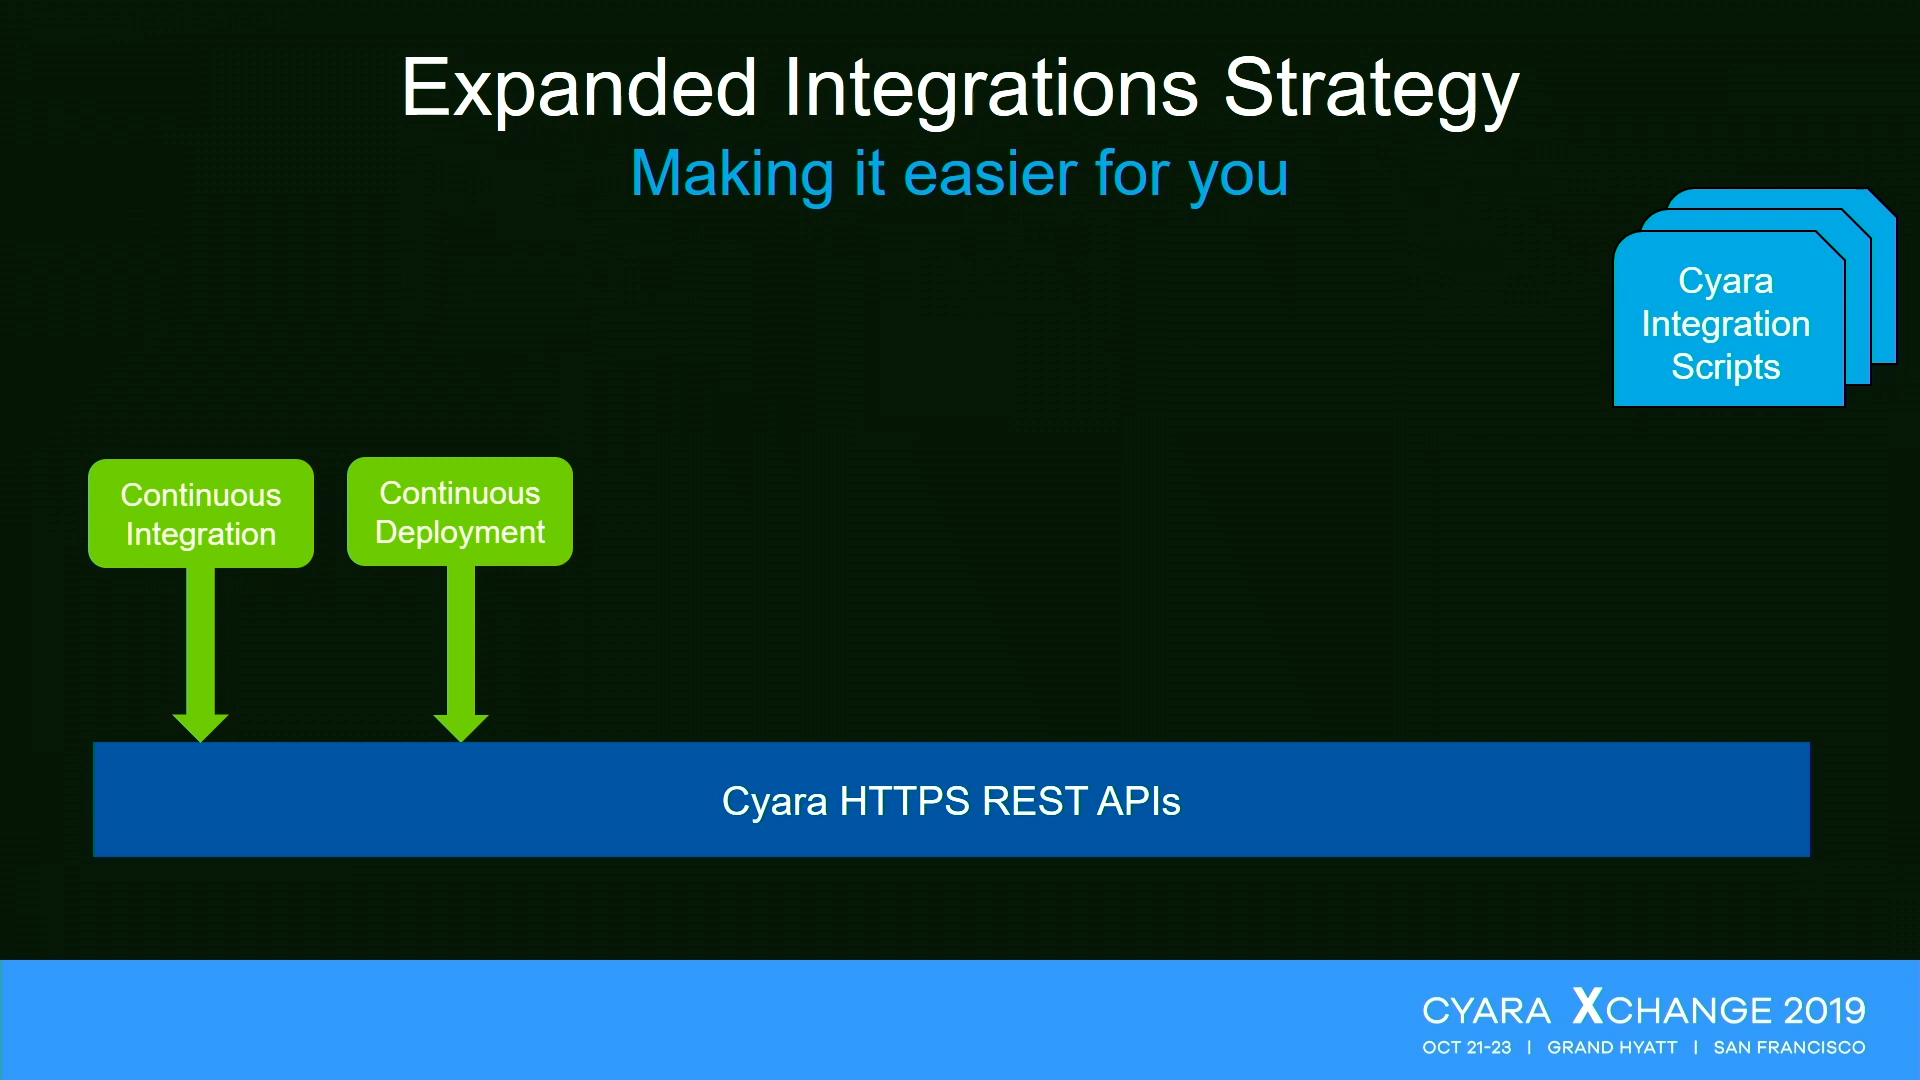 Expanded Integrations Strategy
Making it easier for you
Cyara
Integration
Scripts
Continuous
Integration
Continuous
Deployment
Cyara HTTPS REST APIs
CYARA XCHANGE 2019
OCT 21-23 | GRAND HYATT | SAN FRANCISCO